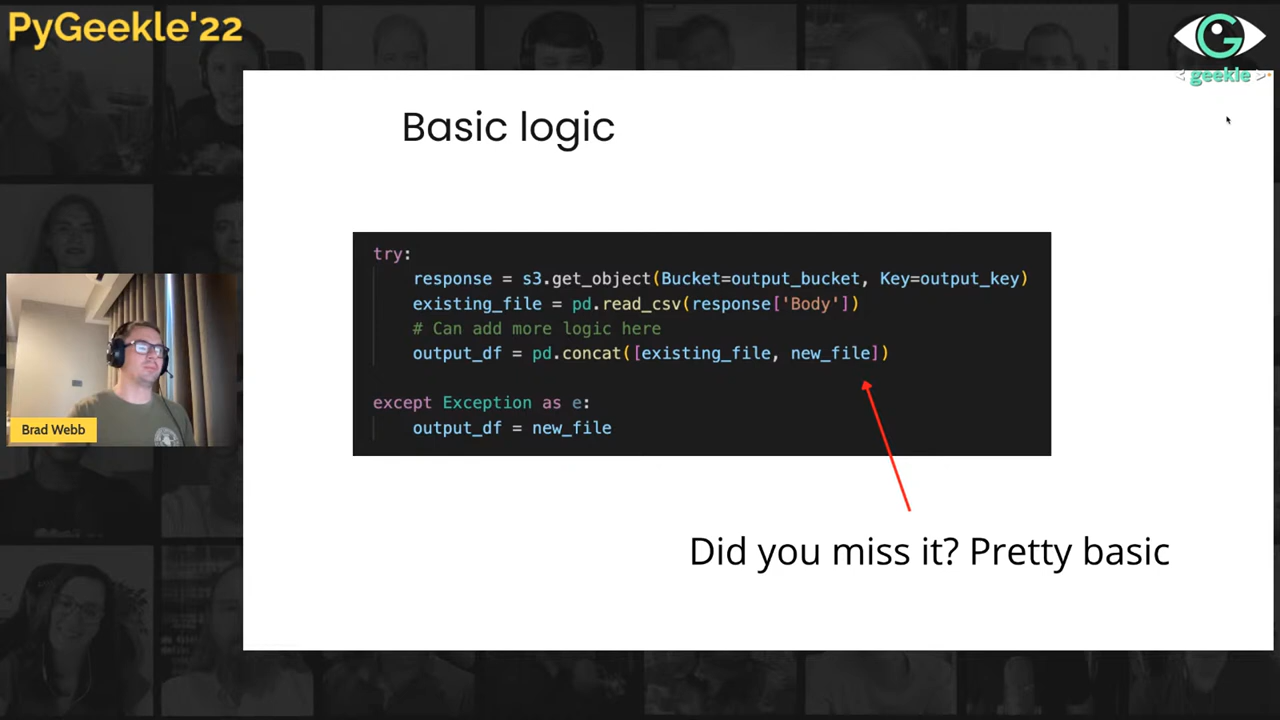 PyGeekle'22
< geekle >
Basic logic
try:
response = s3.get_object(Bucket=output_bucket, Key=output_key)
existing_file = pd.read_csv(response['Body'])
# Can add more logic here
output_df = pd.concat([existing_file, new_file])
except Exception as e:
output_df = new_file
Brad Webb
Did you miss it? Pretty basic